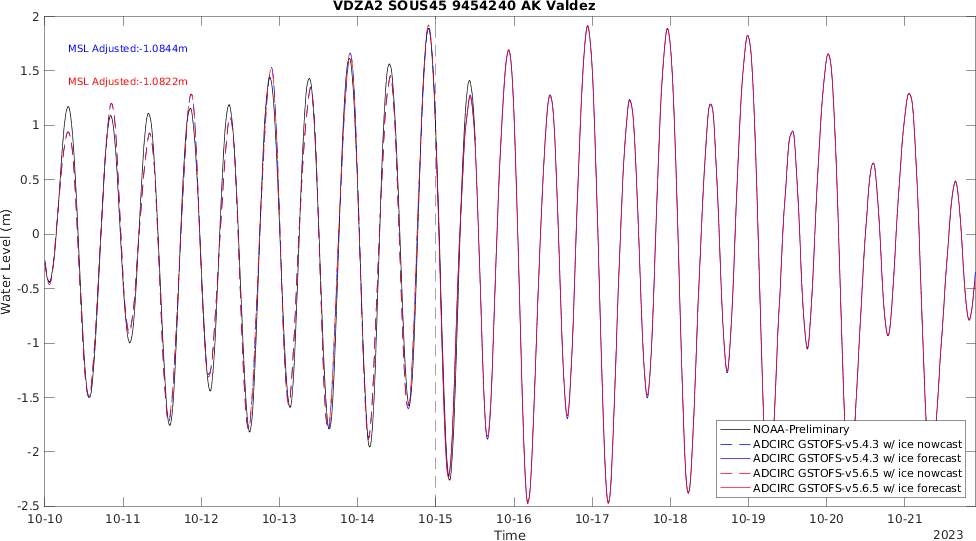 VDZA2 SOUS45 9454240 AK Valdez
MSL Adjusted:-1.0844m
MSL Adjusted:-1.0822m
2
1.5
1
0.5
0
-0.5
-1
-1.5
-2
-2.5
Water Level (m)
10-10 10-11 10-12 10-13 10-14 10-15 10-16 10-17 10-18 10-19 10-20 10-21
Time
2023
NOAA-Preliminary
ADCIRC GSTOFS-v5.4.3 w/ ice nowcast
ADCIRC GSTOFS-v5.4.3 w/ ice forecast
ADCIRC GSTOFS-v5.6.5 w/ ice nowcast
ADCIRC GSTOFS-v5.6.5 w/ ice forecast